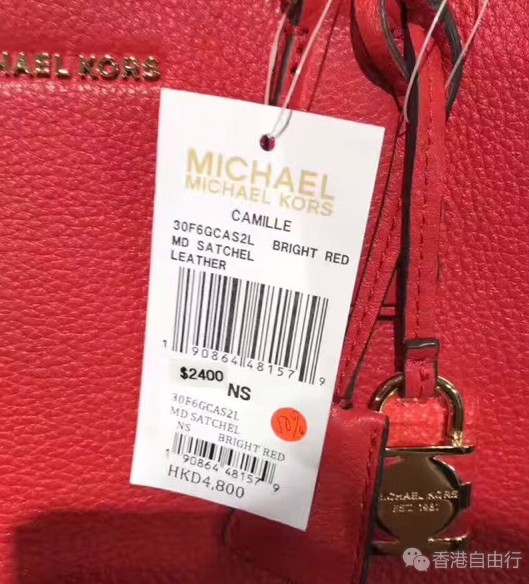 HAEL KORS
MICHAEL
MICHAEL KORS
CAMILLE
30F6GCAS2L BRIGHT RED
MD SATCHEL
LEATHER
1 90864 48157 9
$2400
NS
30F6GCAS2L
MD SATCHEL
NS BRIGHT RED
50%
1 90864 48157 9
HKD4,800
MICHAEL KORS
EST. 1981
香港自由行